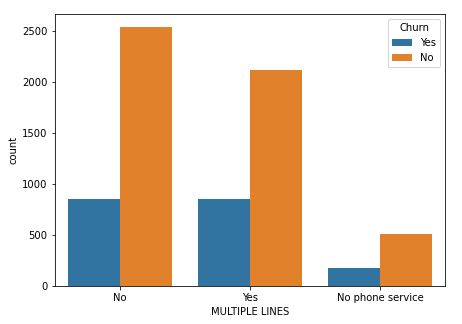 Churn
Yes
No
2500
2000
1500
1000
500
0
count
No
Yes
No phone service
MULTIPLE LINES